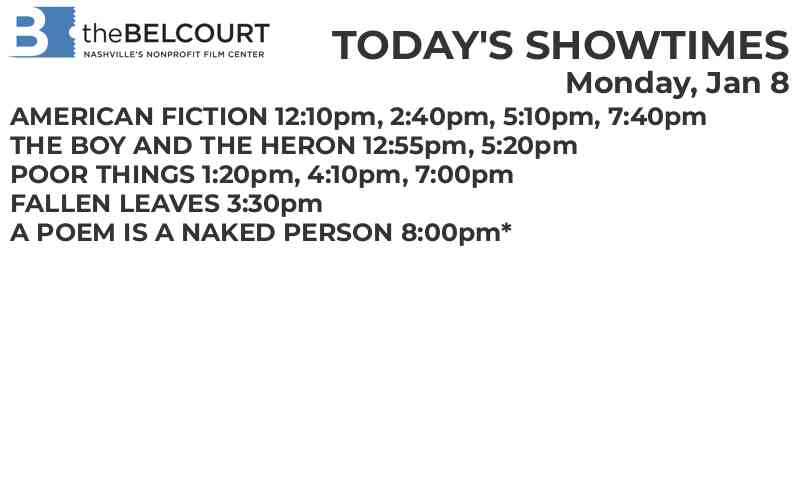 B theBELCOURT
NASHVILLE'S NONPROFIT FILM CENTER
TODAY'S SHOWTIMES
Monday, Jan 8
AMERICAN FICTION 12:10pm, 2:40pm, 5:10pm, 7:40pm
THE BOY AND THE HERON 12:55pm, 5:20pm
POOR THINGS 1:20pm, 4:10pm, 7:00pm
FALLEN LEAVES 3:30pm
A POEM IS A NAKED PERSON 8:00pm*